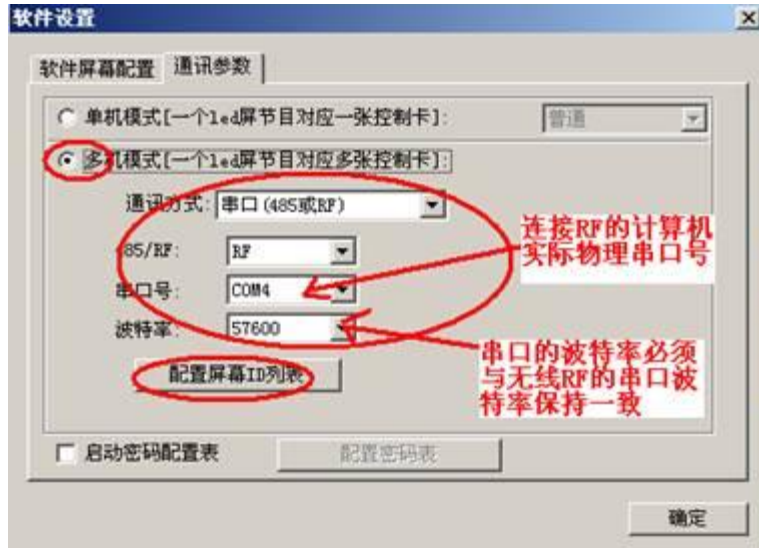 软件设置
软件屏幕配置 通讯参数
单机模式[一个led屏节目对应一张控制卡]: 普通
多机模式[一个led屏节目对应多张控制卡]:
通讯方式: 串口(485或RF)
连接RF的计算机
实际物理串口号
485/RF: RF
串口号: COM4
波特率: 57600
串口的波特率必须
与无线RF的串口波
特率保持一致
配置屏幕ID列表
启动密码配置表 配置密码表
确定